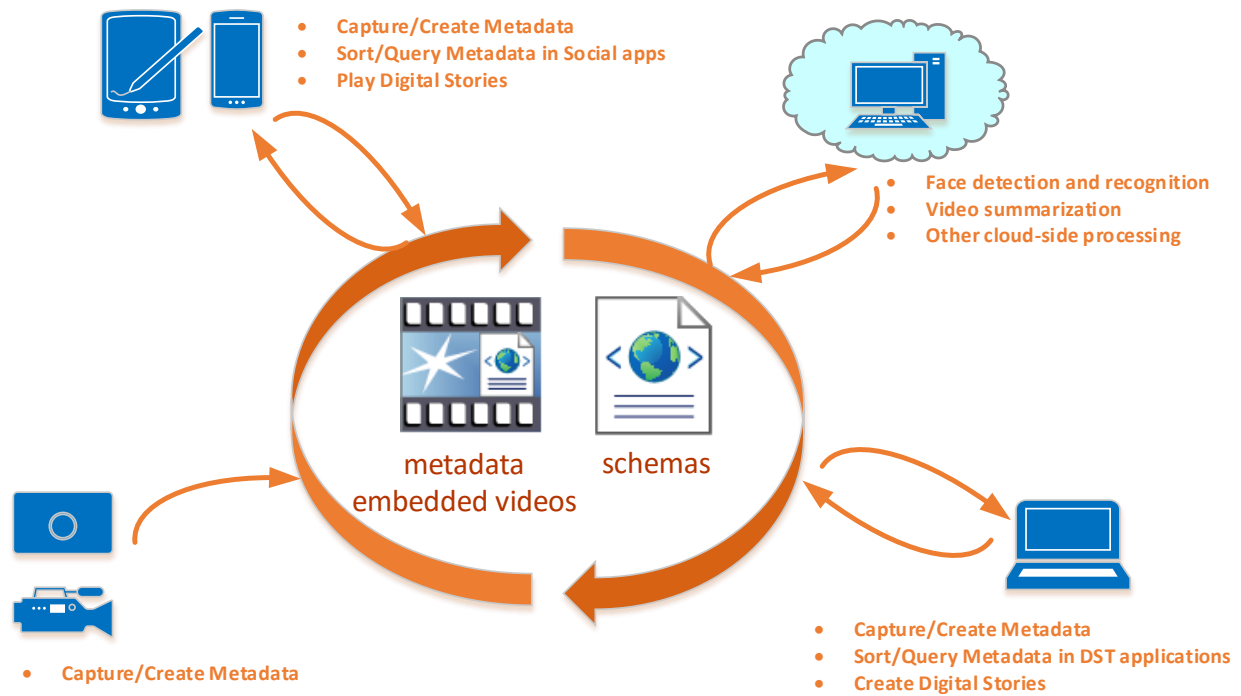 • Capture/Create Metadata
• Sort/Query Metadata in Social apps
• Play Digital Stories
• Face detection and recognition
• Video summarization
• Other cloud-side processing
metadata
embedded videos
schemas
• Capture/Create Metadata
• Capture/Create Metadata
• Sort/Query Metadata in DST applications
• Create Digital Stories